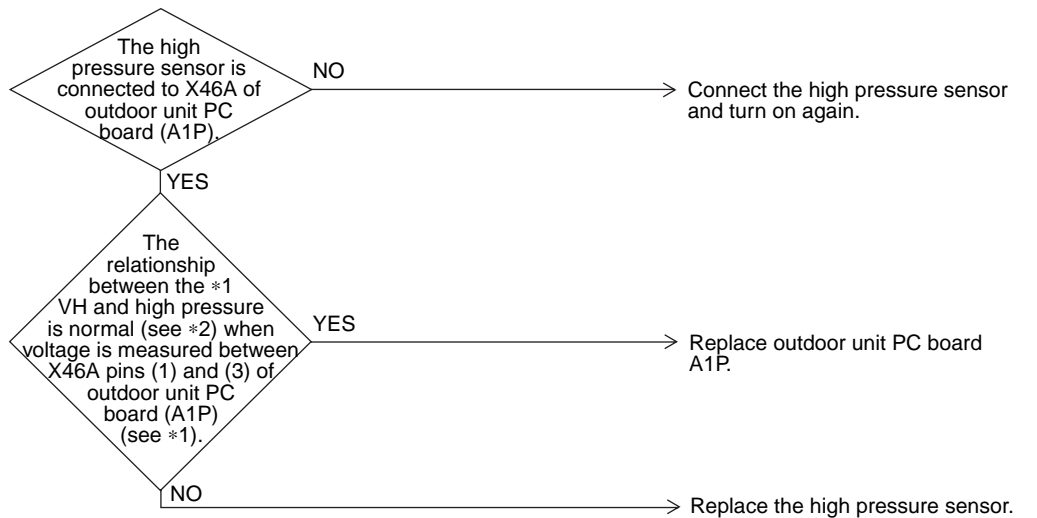 The high
pressure sensor is
connected to X46A of
outdoor unit PC
board (A1P).
NO
Connect the high pressure sensor
and turn on again.
YES
The
relationship
between the ∗1
VH and high pressure
is normal (see ∗2) when
voltage is measured between
X46A pins (1) and (3) of
outdoor unit PC
board (A1P)
(see ∗1).
YES
Replace outdoor unit PC board
A1P.
NO
Replace the high pressure sensor.